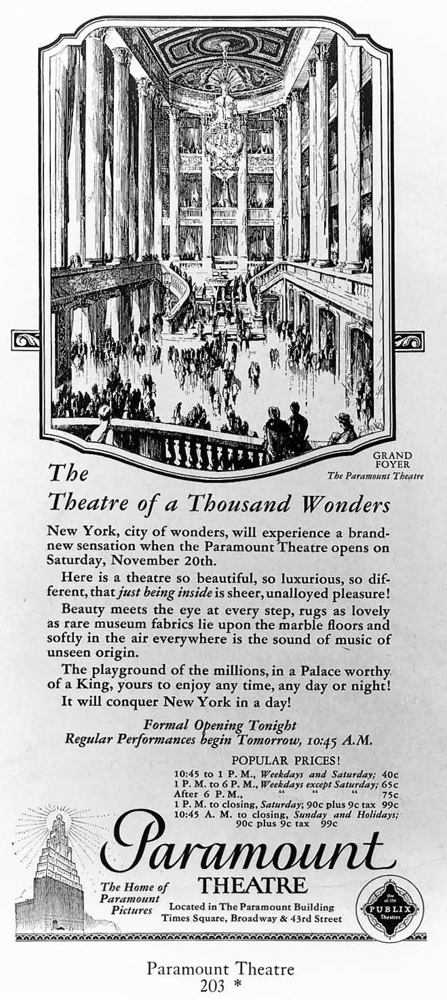 GRAND
FOYER
The Paramount Theatre
The
Theatre of a Thousand Wonders
New York, city of wonders, will experience a brand-
new sensation when the Paramount Theatre opens on
Saturday, November 20th.
Here is a theatre so beautiful, so luxurious, so dif-
ferent, that just being inside is sheer, unalloyed pleasure!
Beauty meets the eye at every step, rugs as lovely
as rare museum fabrics lie upon the marble floors and
softly in the air everywhere is the sound of music of
unseen origin.
The playground of the millions, in a Palace worthy
of a King, yours to enjoy any time, any day or night!
It will conquer New York in a day!
Formal Opening Tonight
Regular Performances begin Tomorrow, 10:45 A.M.
POPULAR PRICES!
10:45 to 1 P. M., Weekdays and Saturday; 40c
1 P. M. to 6 P. M., Weekdays except Saturday; 65c
After 6 P. M., " " " 75c
1 P. M. to closing, Saturday; 90c plus 9c tax 99c
10:45 A. M. to closing, Sunday and Holidays;
90c plus 9c tax 99c
Paramount
THEATRE
The Home of
Paramount
Pictures
Located in The Paramount Building
Times Square, Broadway & 43rd Street
One
of the
PUBLIX
Theatres
Paramount Theatre
203 *